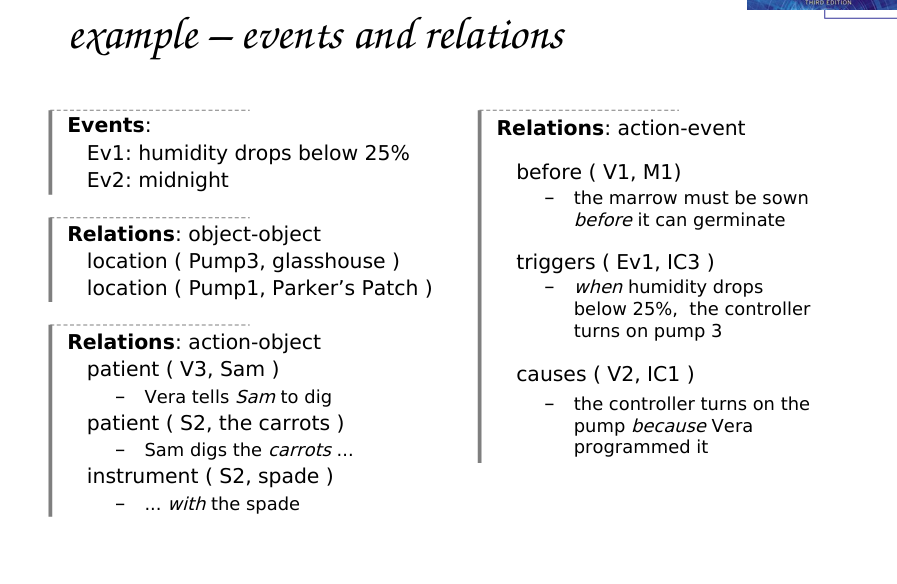 THIRD EDITION
example – events and relations
Events:
Ev1: humidity drops below 25%
Ev2: midnight
Relations: object-object
location ( Pump3, glasshouse )
location ( Pump1, Parker’s Patch )
Relations: action-object
patient ( V3, Sam )
– Vera tells Sam to dig
patient ( S2, the carrots )
– Sam digs the carrots ...
instrument ( S2, spade )
– ... with the spade
Relations: action-event
before ( V1, M1)
– the marrow must be sown
before it can germinate
triggers ( Ev1, IC3 )
– when humidity drops
below 25%,  the controller
turns on pump 3
causes ( V2, IC1 )
– the controller turns on the
pump because Vera
programmed it